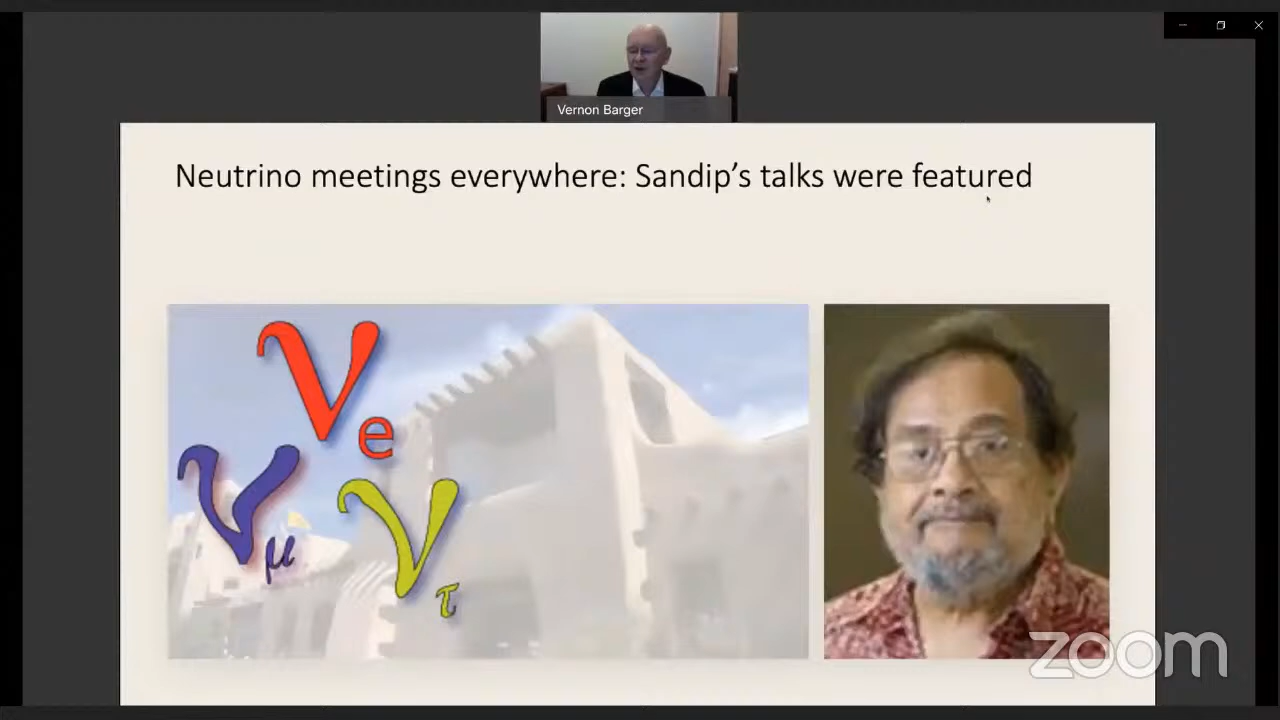 Vernon Barger
Neutrino meetings everywhere: Sandip's talks were featured
νe
νμ
ντ
zoom